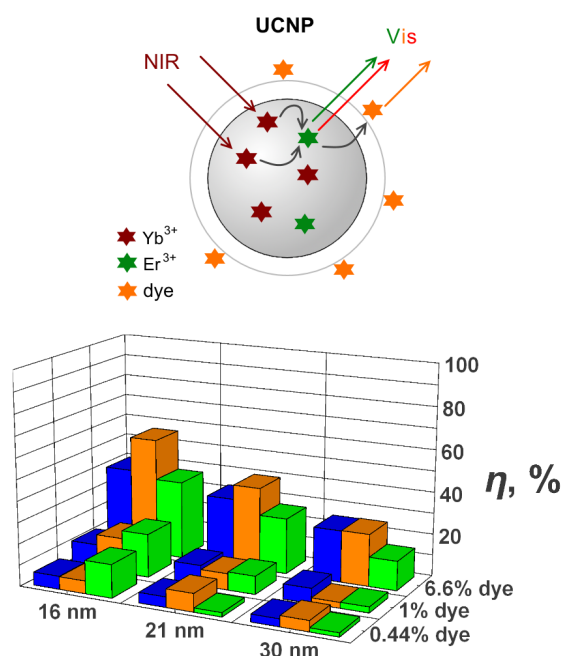 UCNP
NIR
Vis
Yb³⁺
Er³⁺
dye
100
80
60
40
20
η, %
6.6% dye
1% dye
0.44% dye
16 nm
21 nm
30 nm